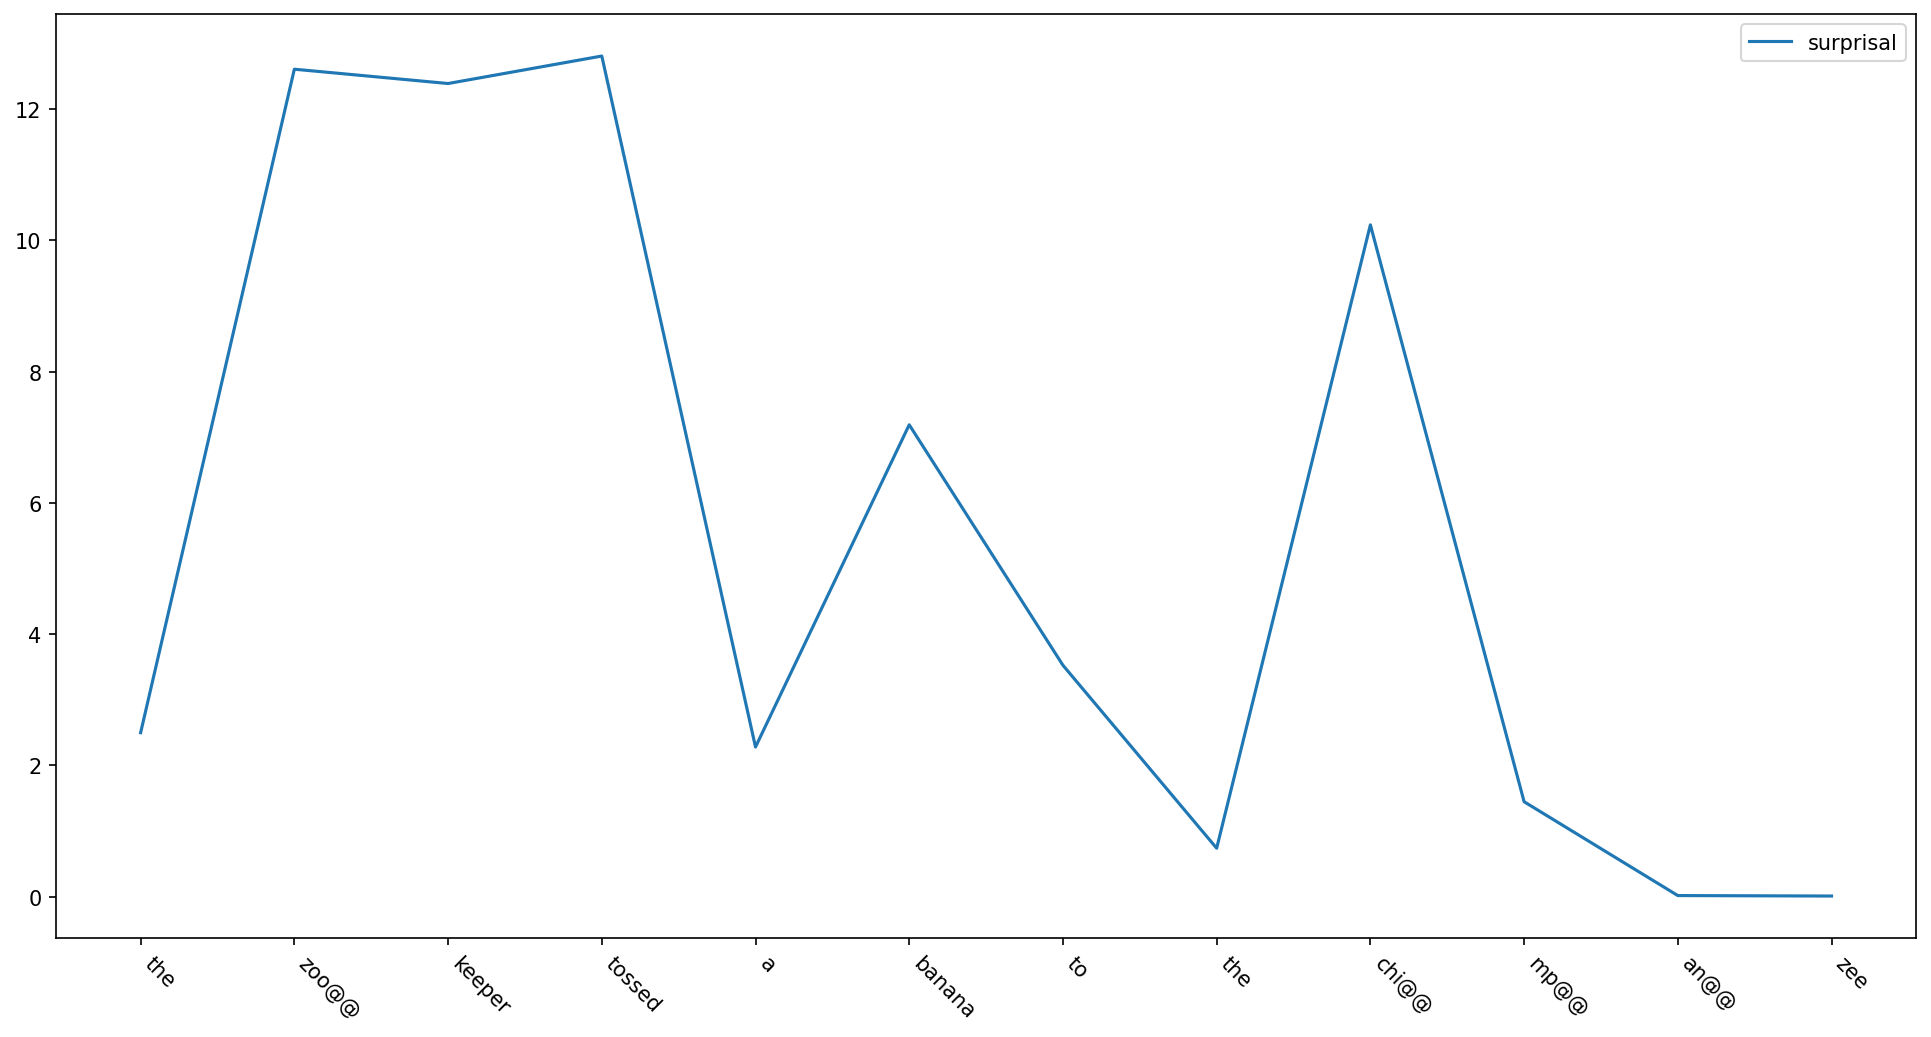 surprisal
12
10
8
6
4
2
0
the
zoo@@
keeper
tossed
a
banana
to
the
chi@@
mp@@
an@@
zee